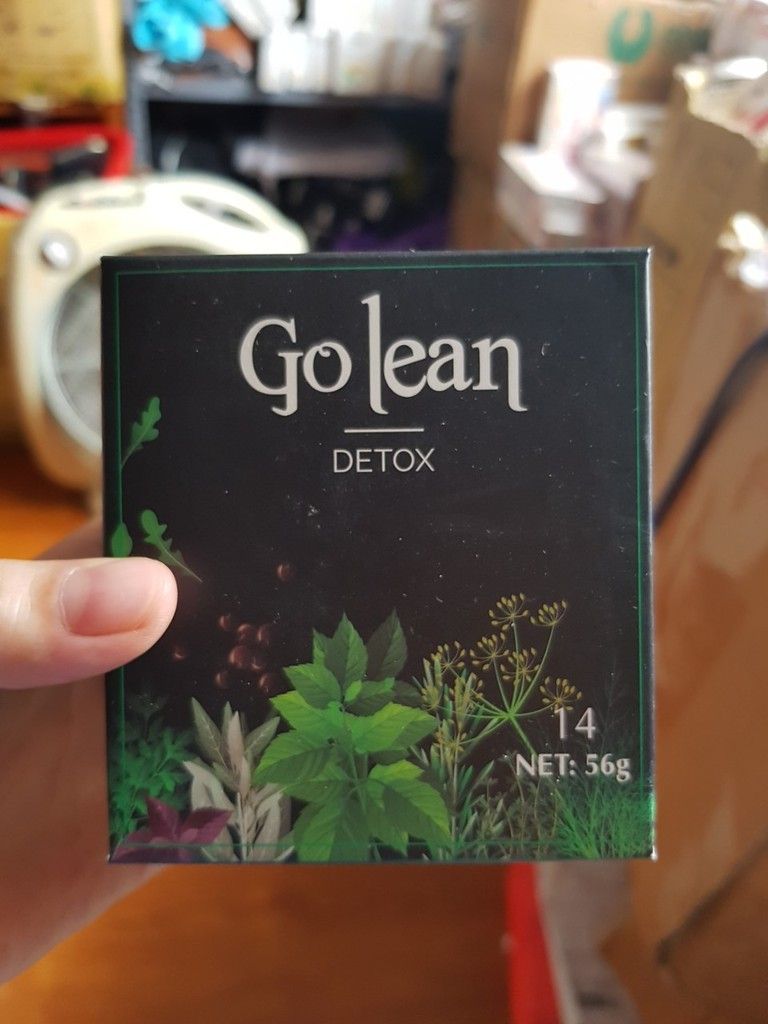 Go lean
DETOX
14
NET: 56g